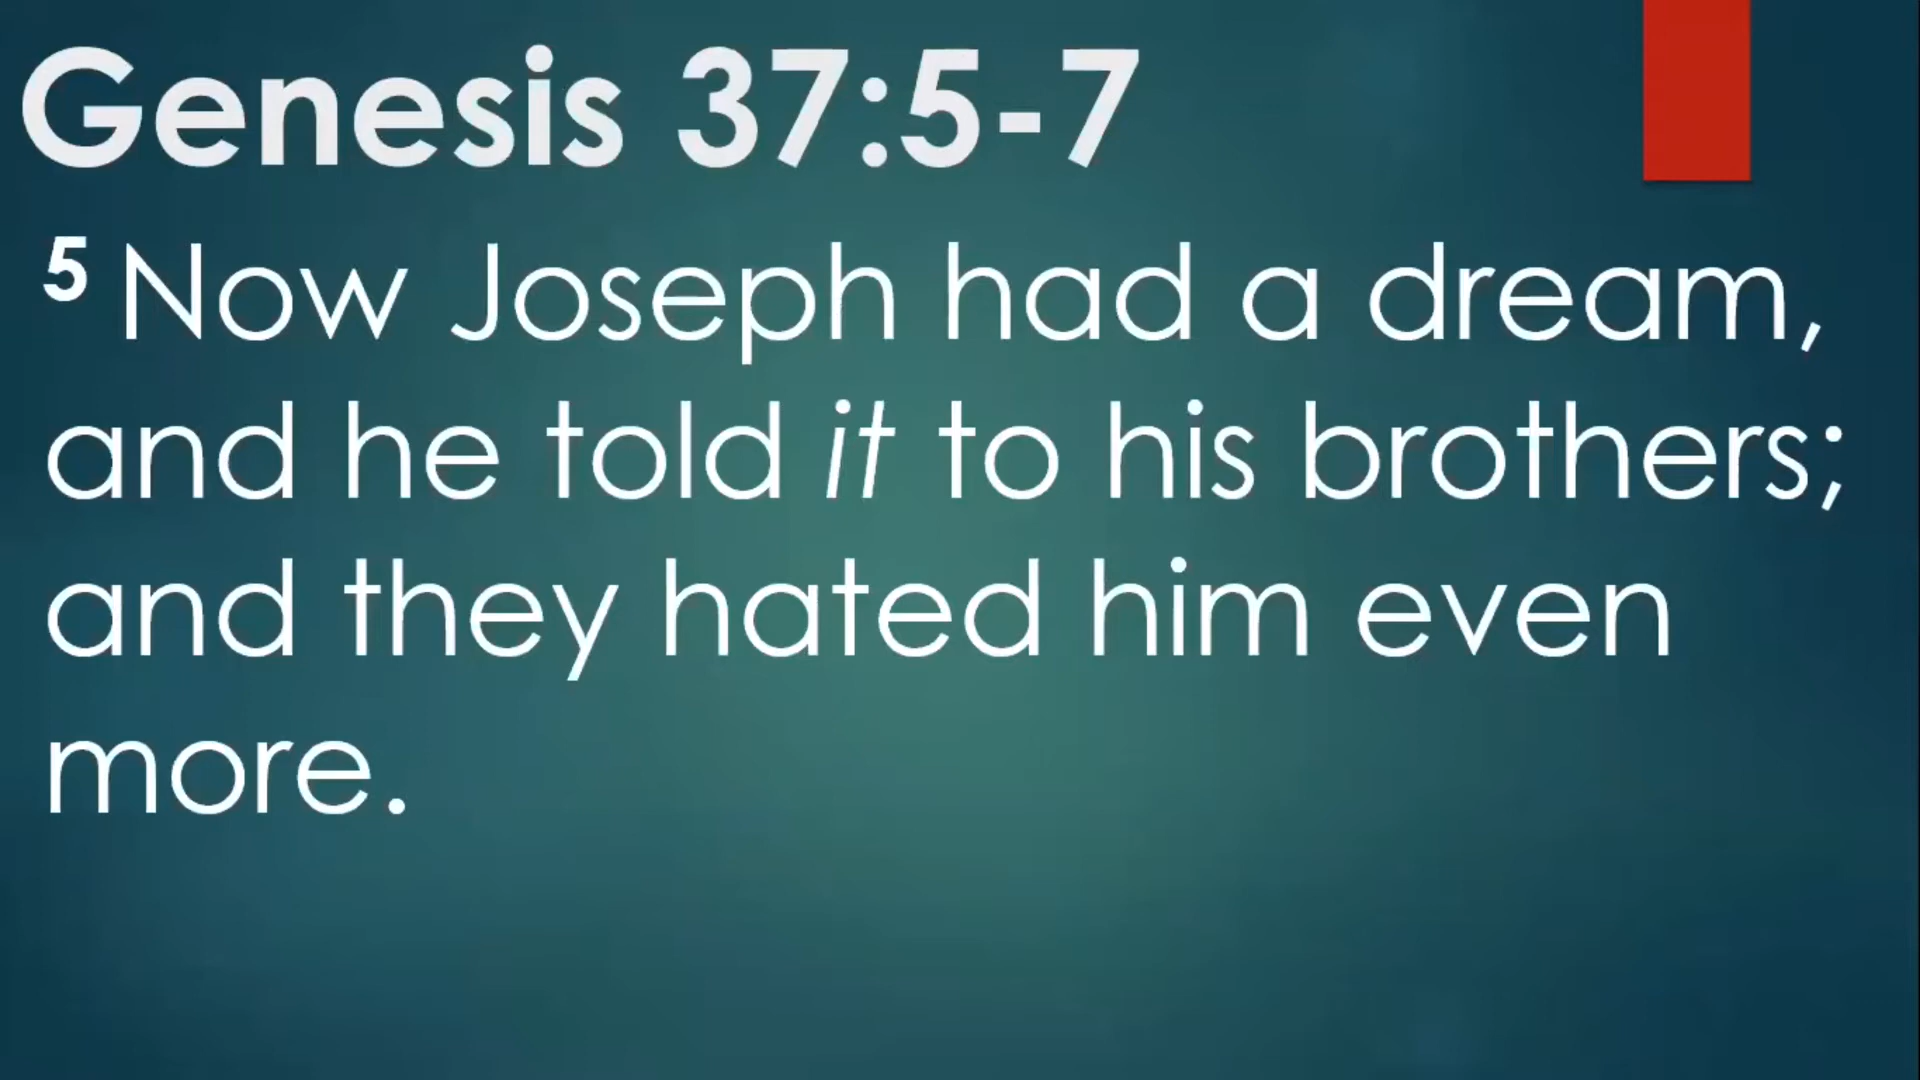 Genesis 37:5-7
5 Now Joseph had a dream,
and he told it to his brothers;
and they hated him even
more.